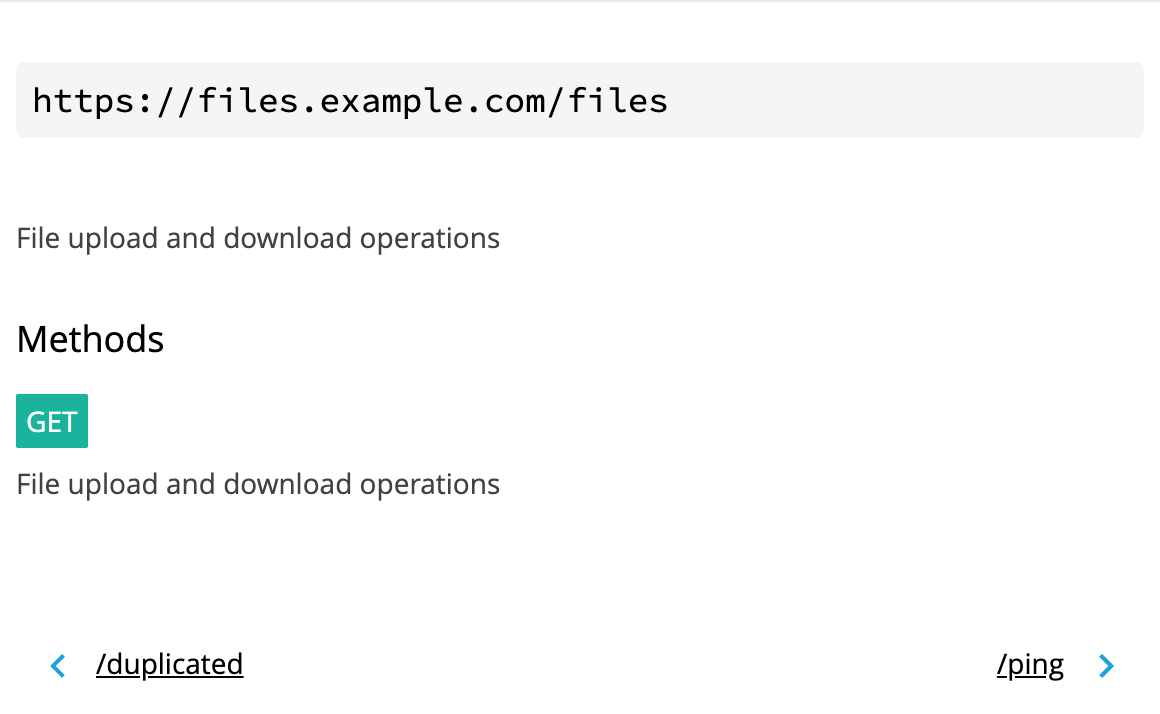 https://files.example.com/files
File upload and download operations
Methods
GET
File upload and download operations
/duplicated
/ping